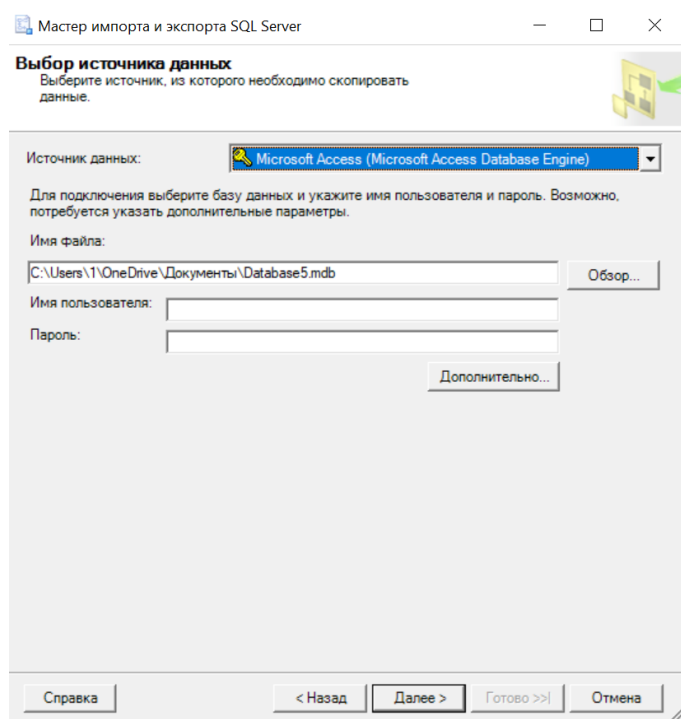 Мастер импорта и экспорта SQL Server
Выбор источника данных
Выберите источник, из которого необходимо скопировать
данные.
Источник данных:
Microsoft Access (Microsoft Access Database Engine)
Для подключения выберите базу данных и укажите имя пользователя и пароль. Возможно,
потребуется указать дополнительные параметры.
Имя файла:
C:\Users\1\OneDrive\Документы\Database5.mdb
Обзор...
Имя пользователя:
Пароль:
Дополнительно...
Справка
< Назад
Далее >
Готово >>|
Отмена